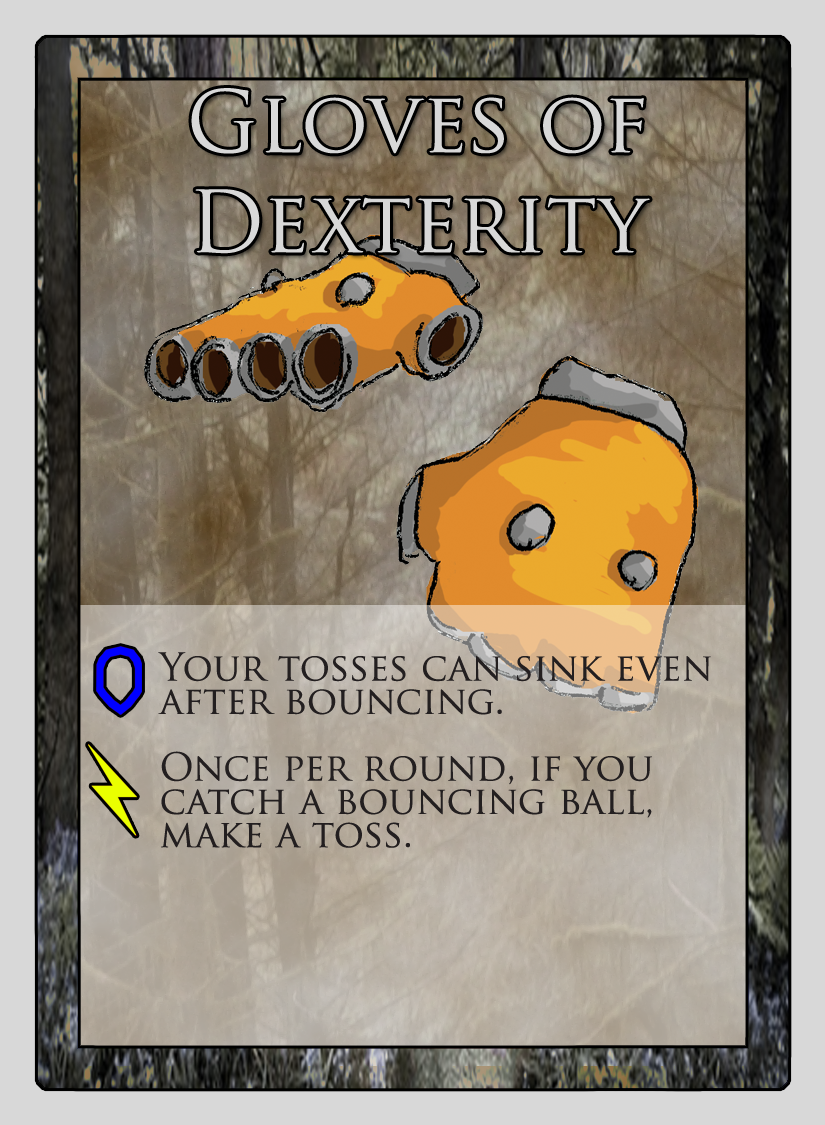 Gloves of
Dexterity
Your tosses can sink even
after bouncing.
Once per round, if you
catch a bouncing ball,
make a toss.